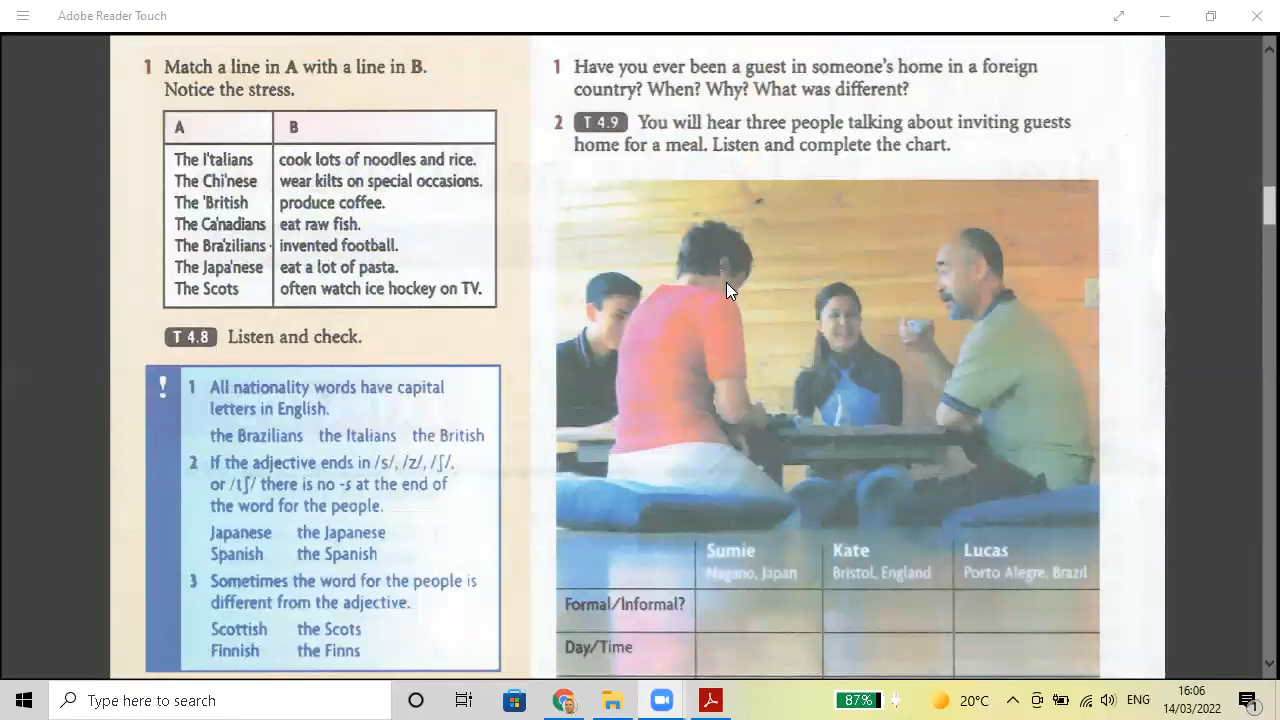 Adobe Reader Touch
1 Match a line in A with a line in B.
Notice the stress.
A B
The I'talians cook lots of noodles and rice.
The Chi'nese wear kilts on special occasions.
The 'British produce coffee.
The Ca'nadians eat raw fish.
The Bra'zilians invented football.
The Japa'nese eat a lot of pasta.
The Scots often watch ice hockey on TV.
T 4.8 Listen and check.
! 1 All nationality words have capital
letters in English.
the Brazilians the Italians the British
2 If the adjective ends in /s/, /z/, /ʃ/,
or /tʃ/ there is no -s at the end of
the word for the people.
Japanese the Japanese
Spanish the Spanish
3 Sometimes the word for the people is
different from the adjective.
Scottish the Scots
Finnish the Finns
1 Have you ever been a guest in someone's home in a foreign
country? When? Why? What was different?
2 T 4.9 You will hear three people talking about inviting guests
home for a meal. Listen and complete the chart.
Sumie Kate Lucas
Nagano, Japan Bristol, England Porto Alegre, Brazil
Formal/Informal?
Day/Time
Type here to search
87%
20°C
ENG
16:06
14/03/2022
1